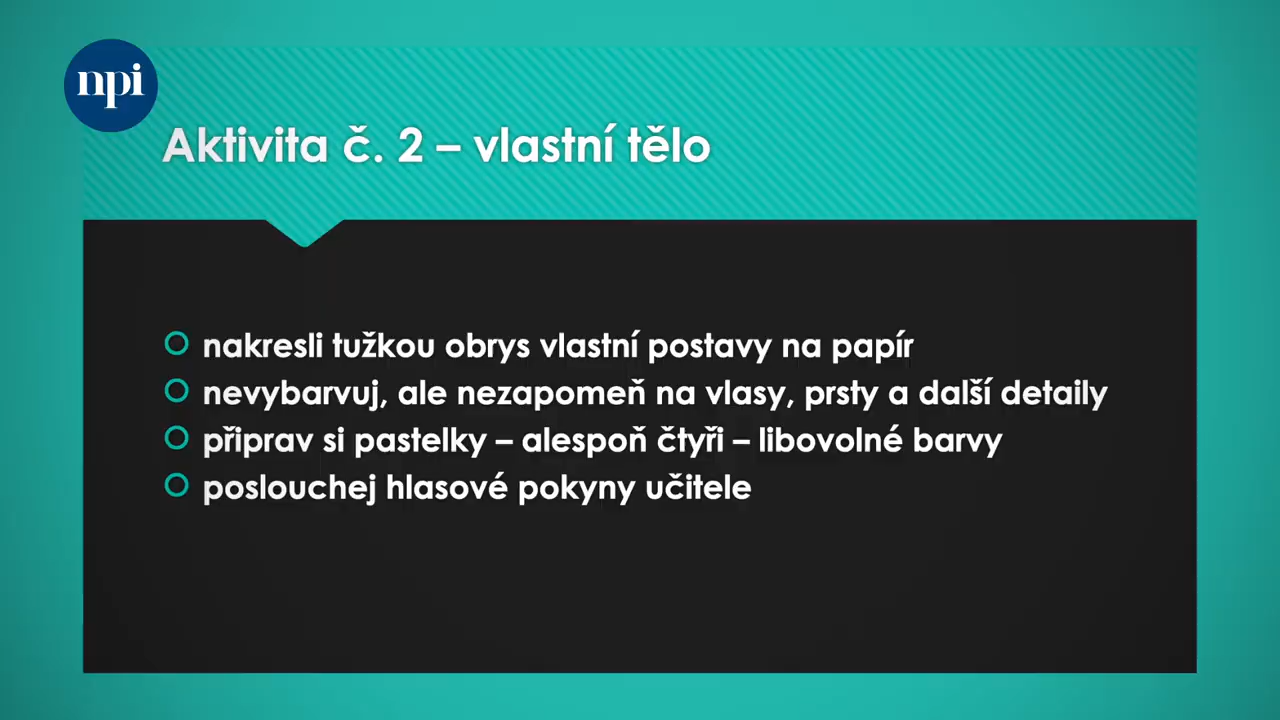 npi
Aktivita č. 2 – vlastní tělo
nakresli tužkou obrys vlastní postavy na papír
nevybarvuj, ale nezapomeň na vlasy, prsty a další detaily
připrav si pastelky – alespoň čtyři – libovolné barvy
poslouchej hlasové pokyny učitele